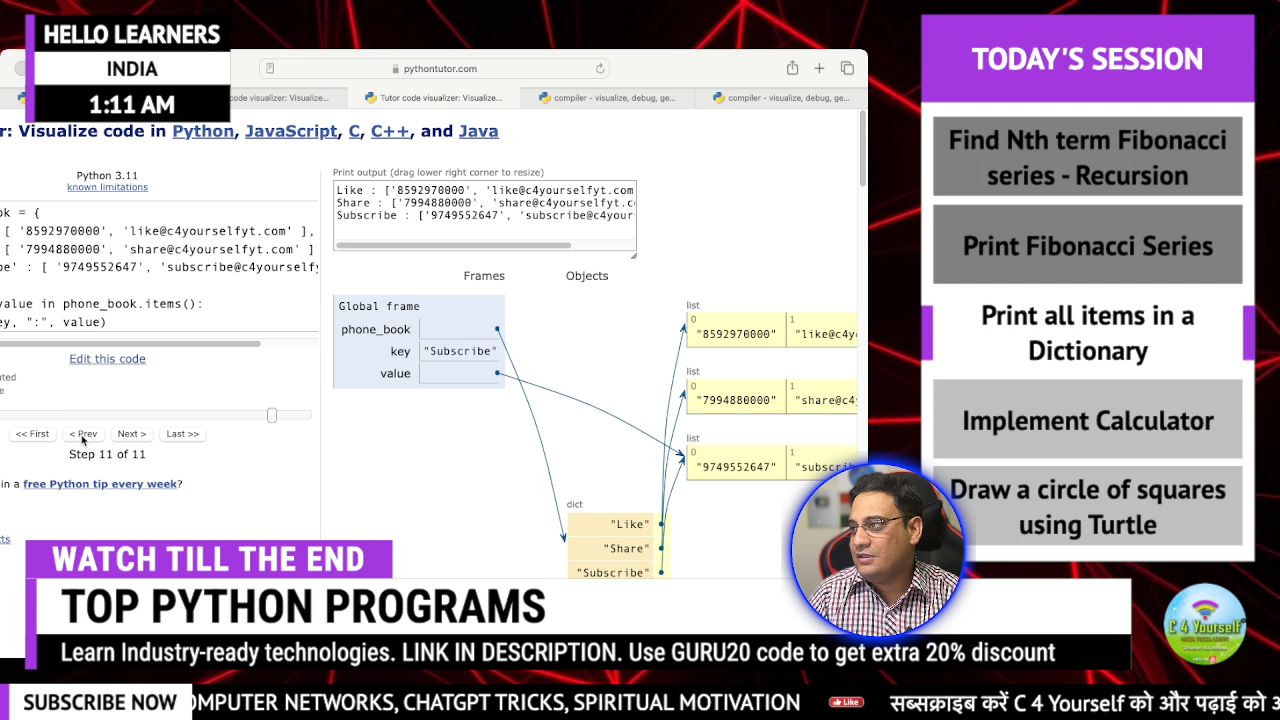 HELLO LEARNERS
INDIA
1:11 AM
pythontutor.com
code visualizer: Visualize...
Tutor code visualizer: Visualize...
compiler - visualize, debug, ge...
compiler - visualize, debug, ge...
r: Visualize code in Python, JavaScript, C, C++, and Java
Python 3.11
known limitations
ok = {
[ '8592970000', 'like@c4yourselfyt.com' ],
[ '7994880000', 'share@c4yourselfyt.com' ]
be' : [ '9749552647', 'subscribe@c4yourselfy
value in phone_book.items():
ey, ":", value)
Edit this code
<< First
< Prev
Next >
Last >>
Step 11 of 11
in a free Python tip every week?
Print output (drag lower right corner to resize)
Like : ['8592970000', 'like@c4yourselfyt.com
Share : ['7994880000', 'share@c4yourselfyt.c
Subscribe : ['9749552647', 'subscribe@c4your
Frames
Objects
Global frame
phone_book
key "Subscribe"
value
list
0 1
"8592970000" "like@c4y
list
0 1
"7994880000" "share@c4y
list
0 1
"9749552647" "subscrib
dict
"Like"
"Share"
"Subscribe"
TODAY'S SESSION
Find Nth term Fibonacci
series - Recursion
Print Fibonacci Series
Print all items in a
Dictionary
Implement Calculator
Draw a circle of squares
using Turtle
WATCH TILL THE END
TOP PYTHON PROGRAMS
Learn Industry-ready technologies. LINK IN DESCRIPTION. Use GURU20 code to get extra 20% discount
C 4 Yourself
SUBSCRIBE NOW
OMPUTER NETWORKS, CHATGPT TRICKS, SPIRITUAL MOTIVATION
Like
सब्सक्राइब करें C 4 Yourself को और पढ़ाई को